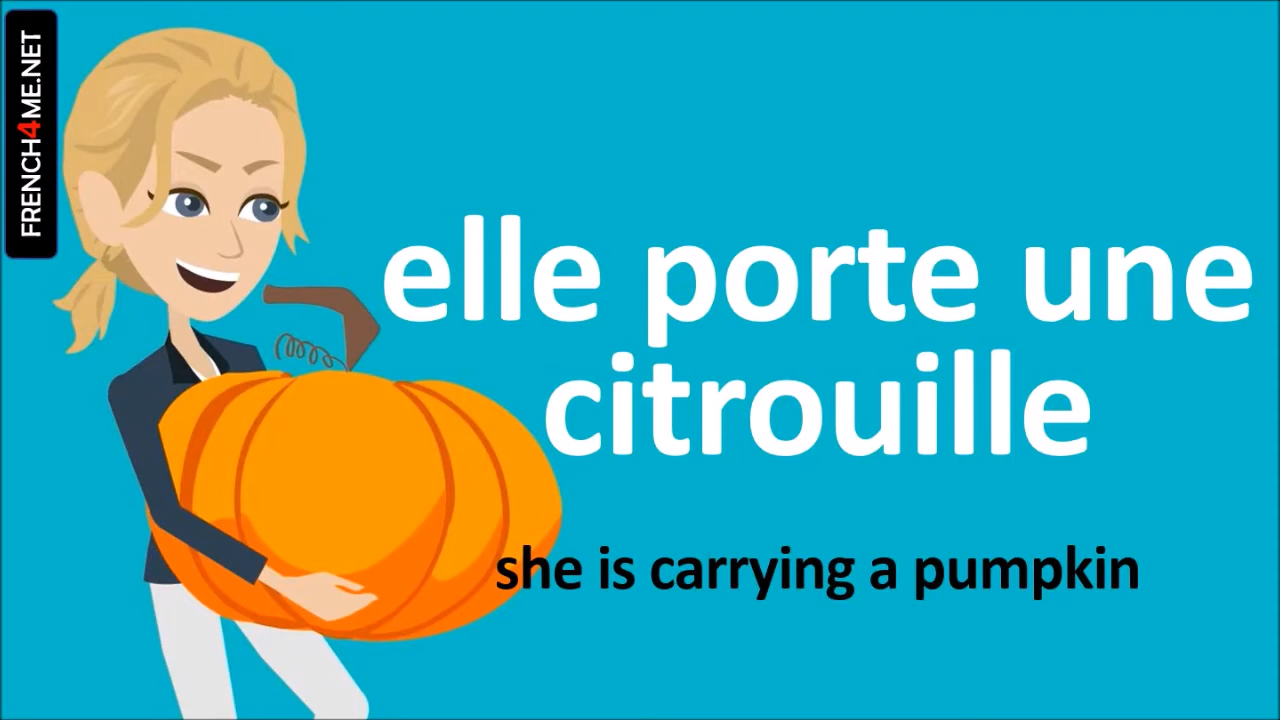 FRENCH4ME.NET
elle porte une
citrouille
she is carrying a pumpkin